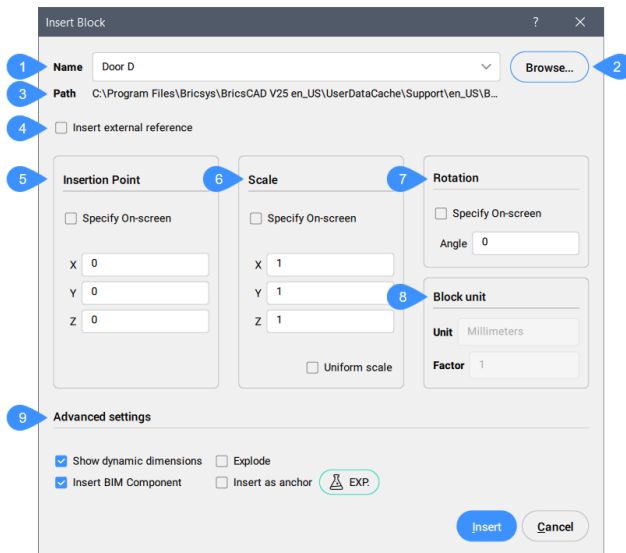 Insert Block ? ×
1 Name Door D Browse... 2
3 Path C:\Program Files\Bricsys\BricsCAD V25 en_US\UserDataCache\Support\en_US\B...
4 Insert external reference
5 Insertion Point
Specify On-screen
X 0
Y 0
Z 0
6 Scale
Specify On-screen
X 1
Y 1
Z 1
Uniform scale
7 Rotation
Specify On-screen
Angle 0
8 Block unit
Unit Millimeters
Factor 1
9 Advanced settings
Show dynamic dimensions Explode
Insert BIM Component Insert as anchor EXP.
Insert Cancel